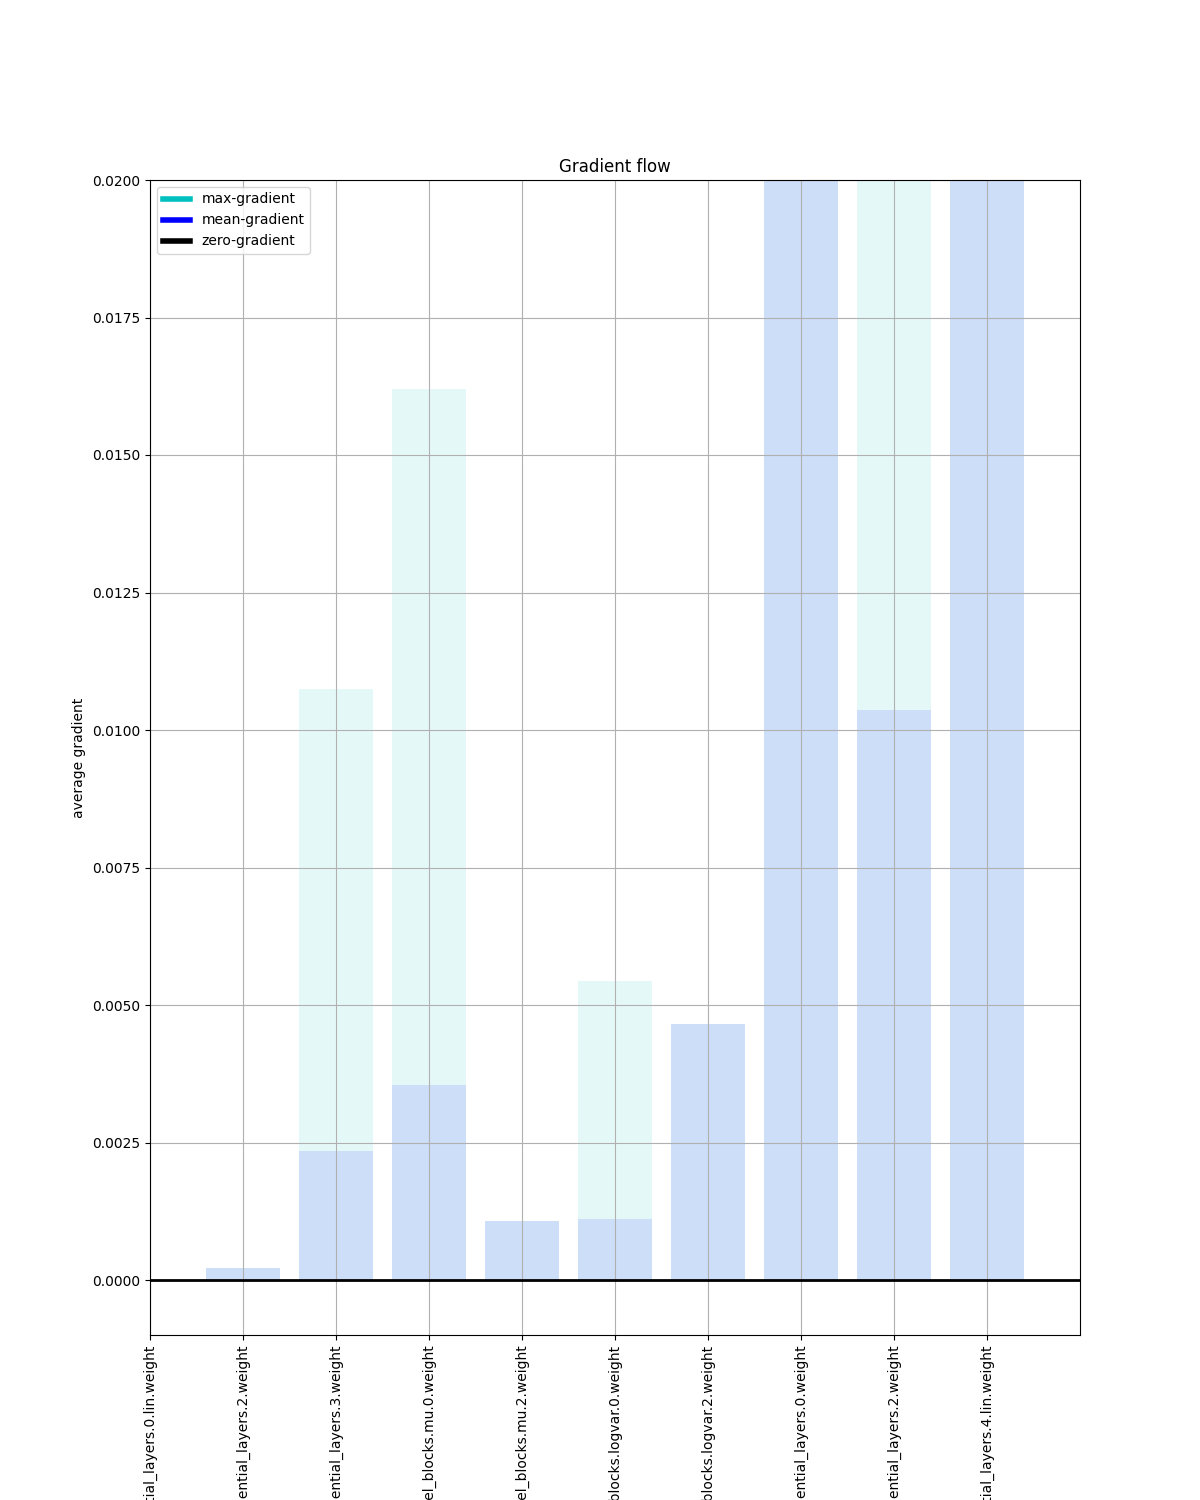 Gradient flow
max-gradient
mean-gradient
zero-gradient
0.0200
0.0175
0.0150
0.0125
0.0100
0.0075
0.0050
0.0025
0.0000
average gradient
tial_layers.0.lin.weight
ential_layers.2.weight
ential_layers.3.weight
el_blocks.mu.0.weight
el_blocks.mu.2.weight
blocks.logvar.0.weight
blocks.logvar.2.weight
ential_layers.0.weight
ential_layers.2.weight
tial_layers.4.lin.weight